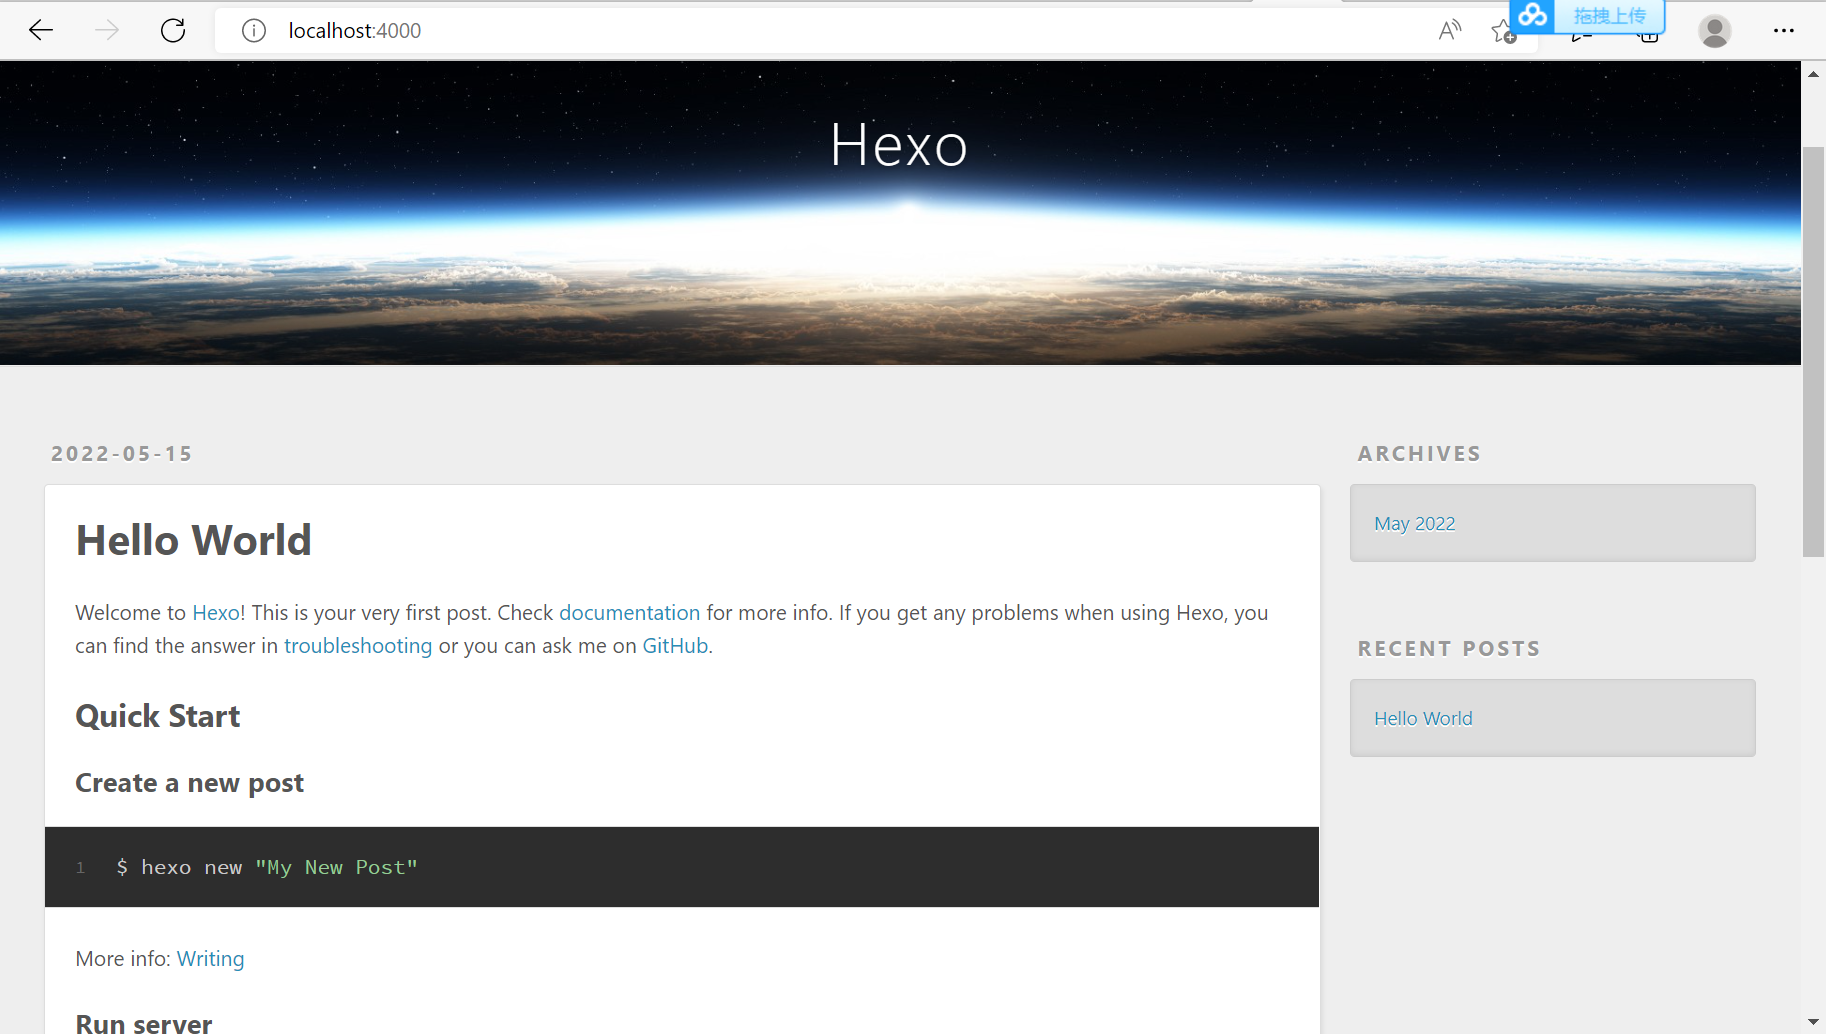 localhost:4000
拖拽上传
Hexo
2022-05-15
Hello World
Welcome to Hexo! This is your very first post. Check documentation for more info. If you get any problems when using Hexo, you
can find the answer in troubleshooting or you can ask me on GitHub.
Quick Start
Create a new post
1 $ hexo new "My New Post"
More info: Writing
Run server
ARCHIVES
May 2022
RECENT POSTS
Hello World